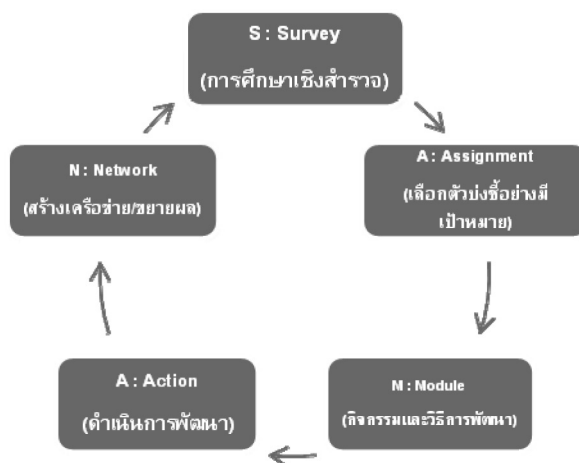 S : Survey
(การศึกษาเชิงสำรวจ)
A : Assignment
(เลือกตัวบ่งชี้อย่างมี
เป้าหมาย)
M : Module
(กิจกรรมและวิธีการพัฒนา)
A : Action
(ดำเนินการพัฒนา)
N : Network
(สร้างเครือข่าย/ขยายผล)